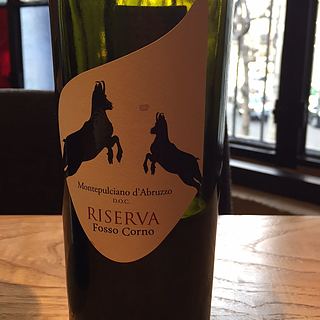 Montepulciano d'Abruzzo
D.O.C.
RISERVA
Fosso Corno